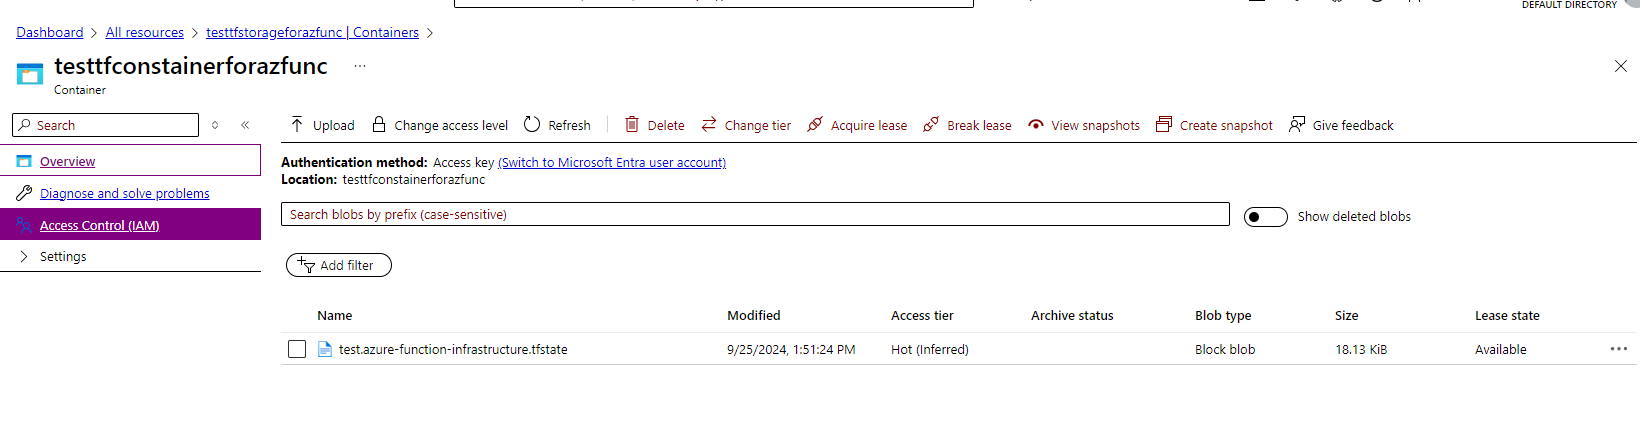 DEFAULT DIRECTORY
Dashboard > All resources > testtfstorageforazfunc | Containers >
testtfconstainerforazfunc ...
Container
Search
Upload Change access level Refresh Delete Change tier Acquire lease Break lease View snapshots Create snapshot Give feedback
Overview
Diagnose and solve problems
Access Control (IAM)
Settings
Authentication method: Access key (Switch to Microsoft Entra user account)
Location: testtfconstainerforazfunc
Search blobs by prefix (case-sensitive)
Show deleted blobs
Add filter
Name Modified Access tier Archive status Blob type Size Lease state
test.azure-function-infrastructure.tfstate 9/25/2024, 1:51:24 PM Hot (Inferred) Block blob 18.13 KiB Available ...